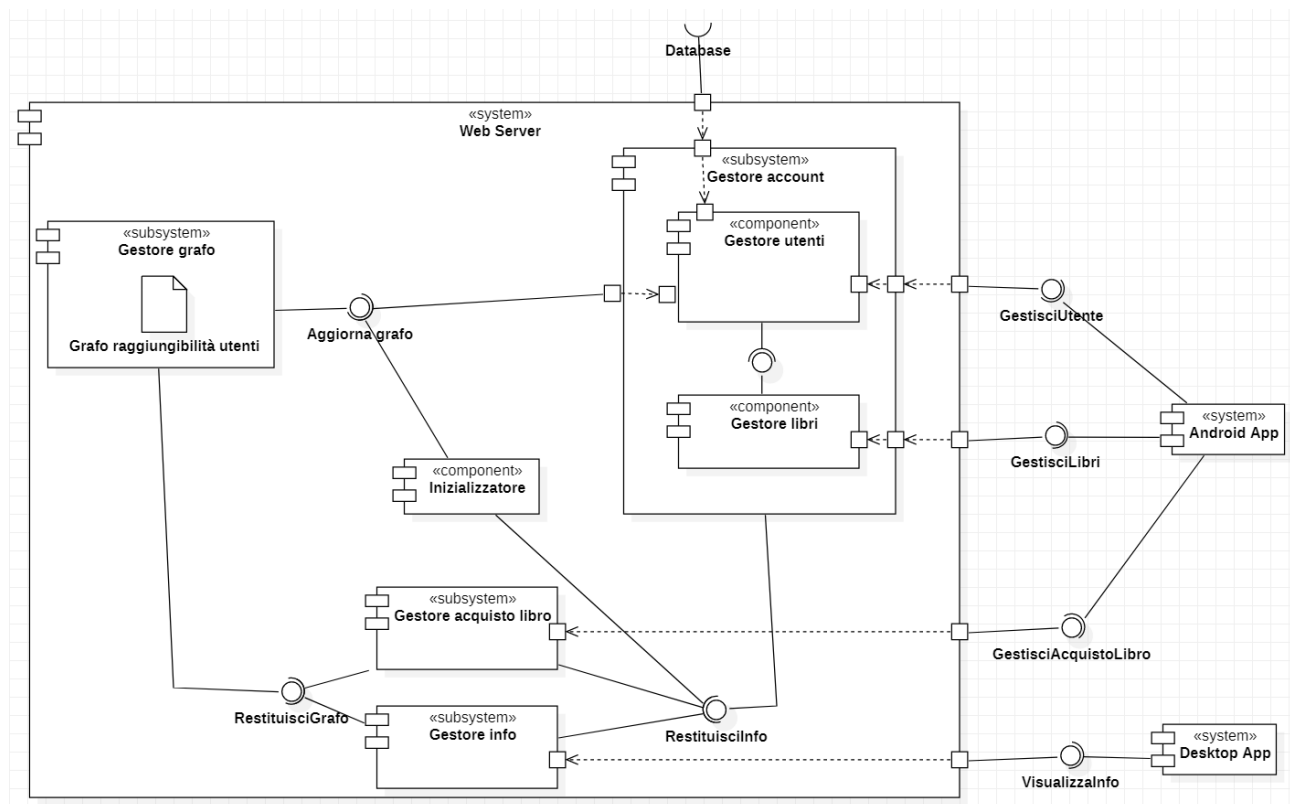 Database
«system»
Web Server
«subsystem»
Gestore account
«component»
Gestore utenti
«subsystem»
Gestore grafo
Grafo raggiungibilità utenti
Aggiorna grafo
GestisciUtente
«component»
Gestore libri
«system»
Android App
GestisciLibri
«component»
Inizializzatore
«subsystem»
Gestore acquisto libro
GestisciAcquistoLibro
RestituisciGrafo
«subsystem»
Gestore info
RestituisciInfo
«system»
Desktop App
VisualizzaInfo